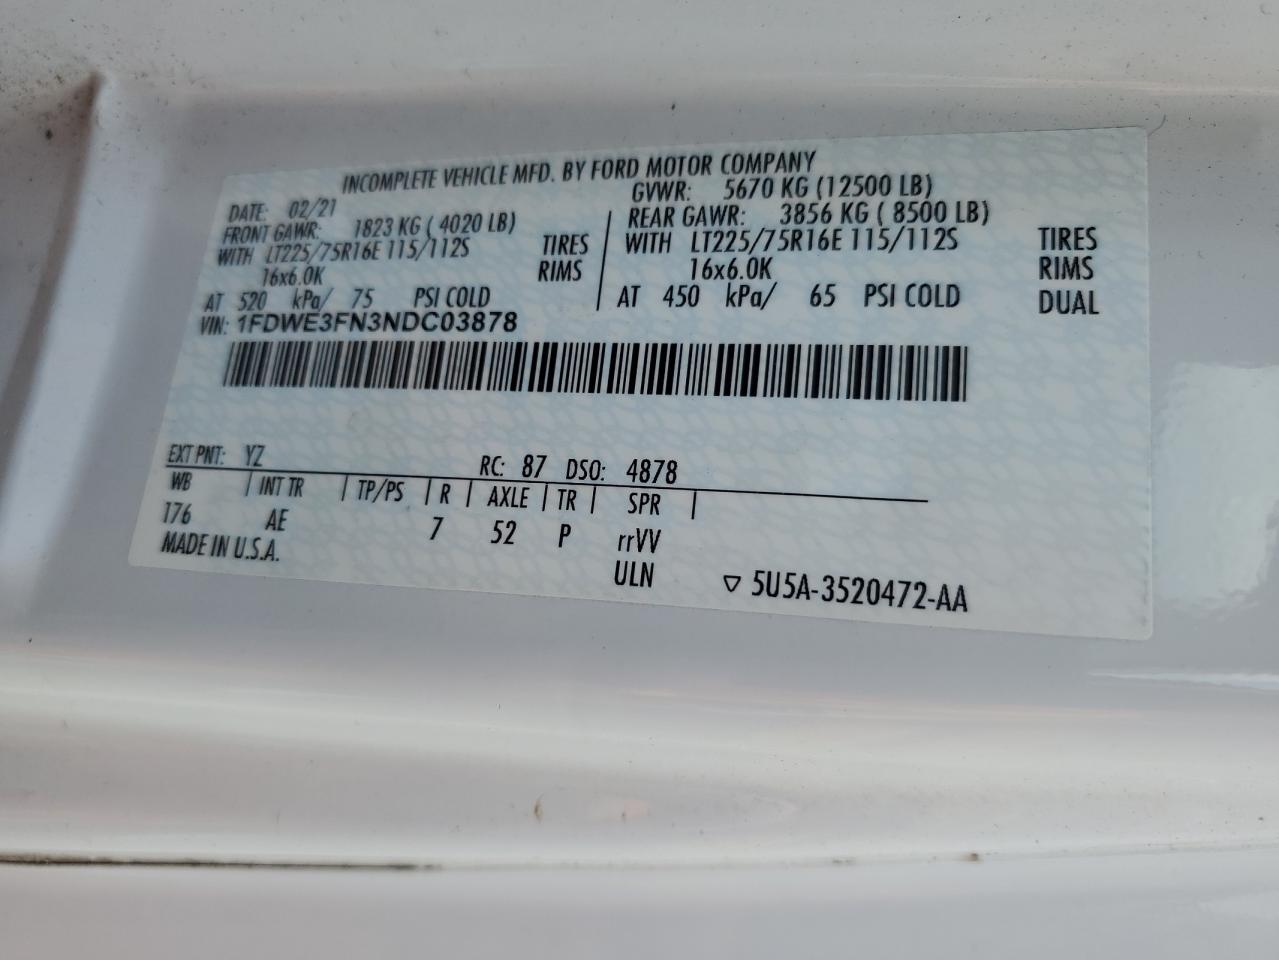 INCOMPLETE VEHICLE MFD. BY FORD MOTOR COMPANY
DATE: 02/21 GVWR: 5670 KG (12500 LB)
FRONT GAWR: 1823 KG ( 4020 LB) REAR GAWR: 3856 KG ( 8500 LB)
WITH LT225/75R16E 115/112S TIRES WITH LT225/75R16E 115/112S TIRES
16x6.0K RIMS 16x6.0K RIMS
AT 520 kPa/ 75 PSI COLD AT 450 kPa/ 65 PSI COLD DUAL
VIN: 1FDWE3FN3NDC03878
EXT PNT: YZ RC: 87 DSO: 4878
WB | INT TR | TP/PS | R | AXLE | TR | SPR |
176 AE 7 52 P rrVV
MADE IN U.S.A. ULN ▽ 5U5A-3520472-AA